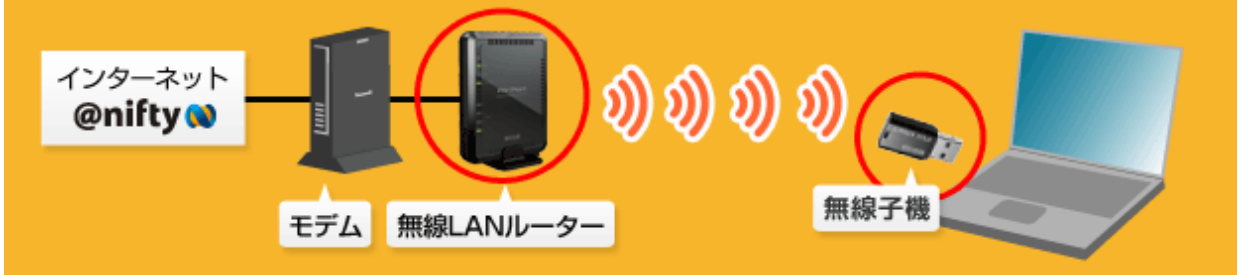 インターネット
@nifty
モデム
無線LANルーター
無線子機